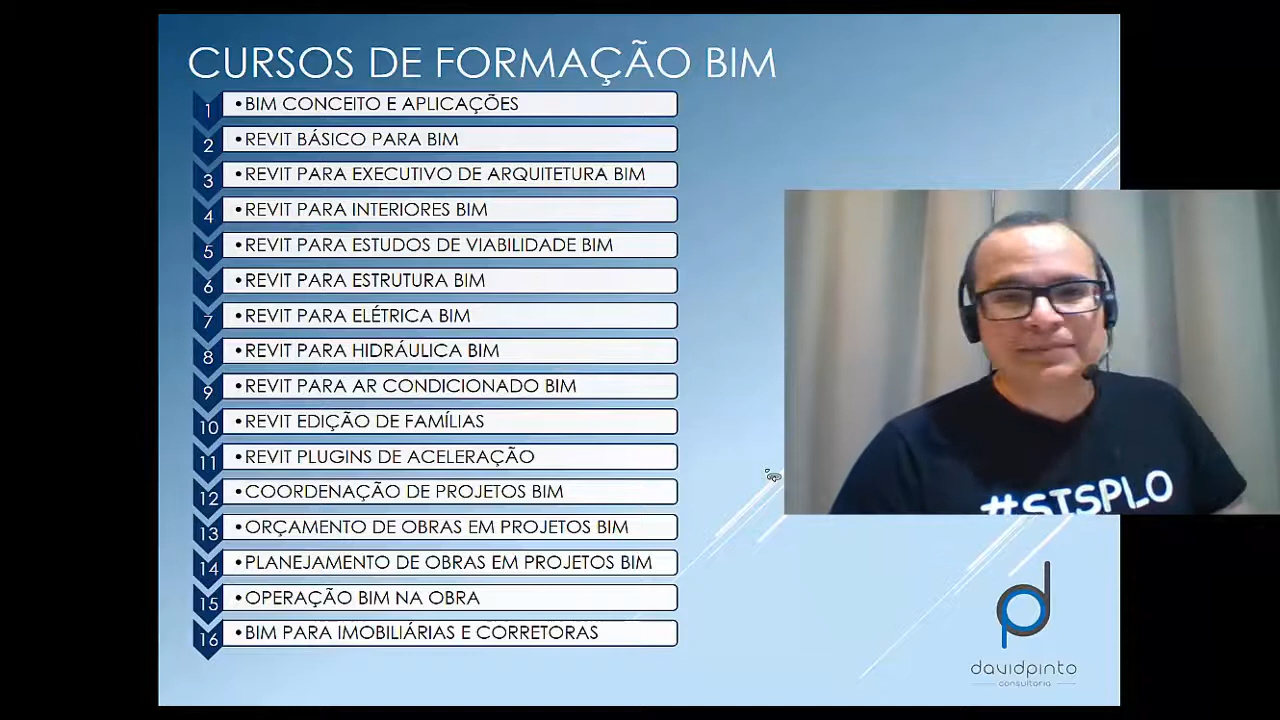 CURSOS DE FORMAÇÃO BIM
1 •BIM CONCEITO E APLICAÇÕES
2 •REVIT BÁSICO PARA BIM
3 •REVIT PARA EXECUTIVO DE ARQUITETURA BIM
4 •REVIT PARA INTERIORES BIM
5 •REVIT PARA ESTUDOS DE VIABILIDADE BIM
6 •REVIT PARA ESTRUTURA BIM
7 •REVIT PARA ELÉTRICA BIM
8 •REVIT PARA HIDRÁULICA BIM
9 •REVIT PARA AR CONDICIONADO BIM
10 •REVIT EDIÇÃO DE FAMÍLIAS
11 •REVIT PLUGINS DE ACELERAÇÃO
12 •COORDENAÇÃO DE PROJETOS BIM
13 •ORÇAMENTO DE OBRAS EM PROJETOS BIM
14 •PLANEJAMENTO DE OBRAS EM PROJETOS BIM
15 •OPERAÇÃO BIM NA OBRA
16 •BIM PARA IMOBILIÁRIAS E CORRETORAS
#SISPLO
davidpinto
consultoria